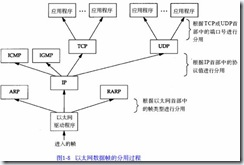 应用程序 … 应用程序 应用程序 … 应用程序
根据TCP或UDP首
部中的端口号进行
分用
TCP UDP
ICMP IGMP
根据IP首部中的协
议值进行分用
IP
ARP RARP
根据以太网首部中
的帧类型进行分用
以太网
驱动程序
进入的帧
图1-8 以太网数据帧的分用过程